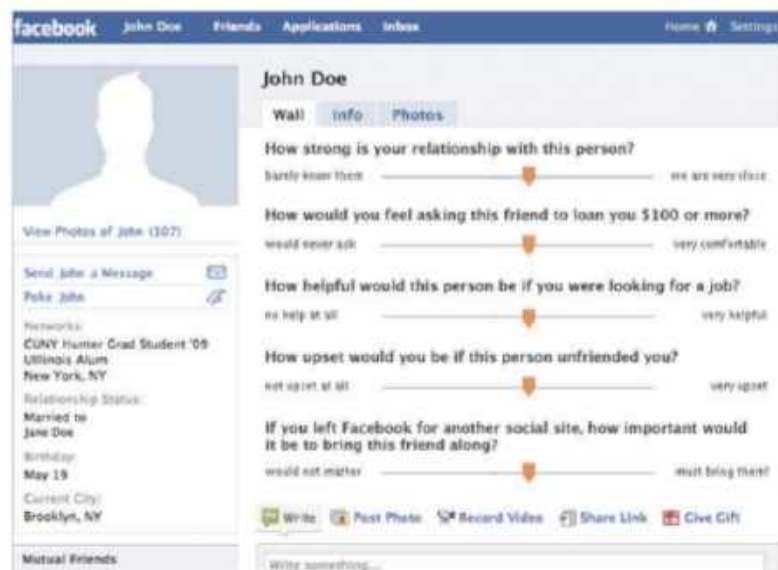 facebook John Doe Friends Applications Inbox Home Settings
John Doe
Wall Info Photos
How strong is your relationship with this person?
barely know them we are very close
How would you feel asking this friend to loan you $100 or more?
would never ask very comfortable
How helpful would this person be if you were looking for a job?
no help at all very helpful
How upset would you be if this person unfriended you?
not upset at all very upset
If you left Facebook for another social site, how important would
it be to bring this friend along?
would not matter must bring them!
Write Post Photo Record Video Share Link Give Gift
Write something...
View Photos of John (307)
Send John a Message
Poke John
Networks:
CUNY Hunter Grad Student '09
UIllinois Alum
New York, NY
Relationship Status:
Married to
Jane Doe
Birthday:
May 19
Current City:
Brooklyn, NY
Mutual Friends